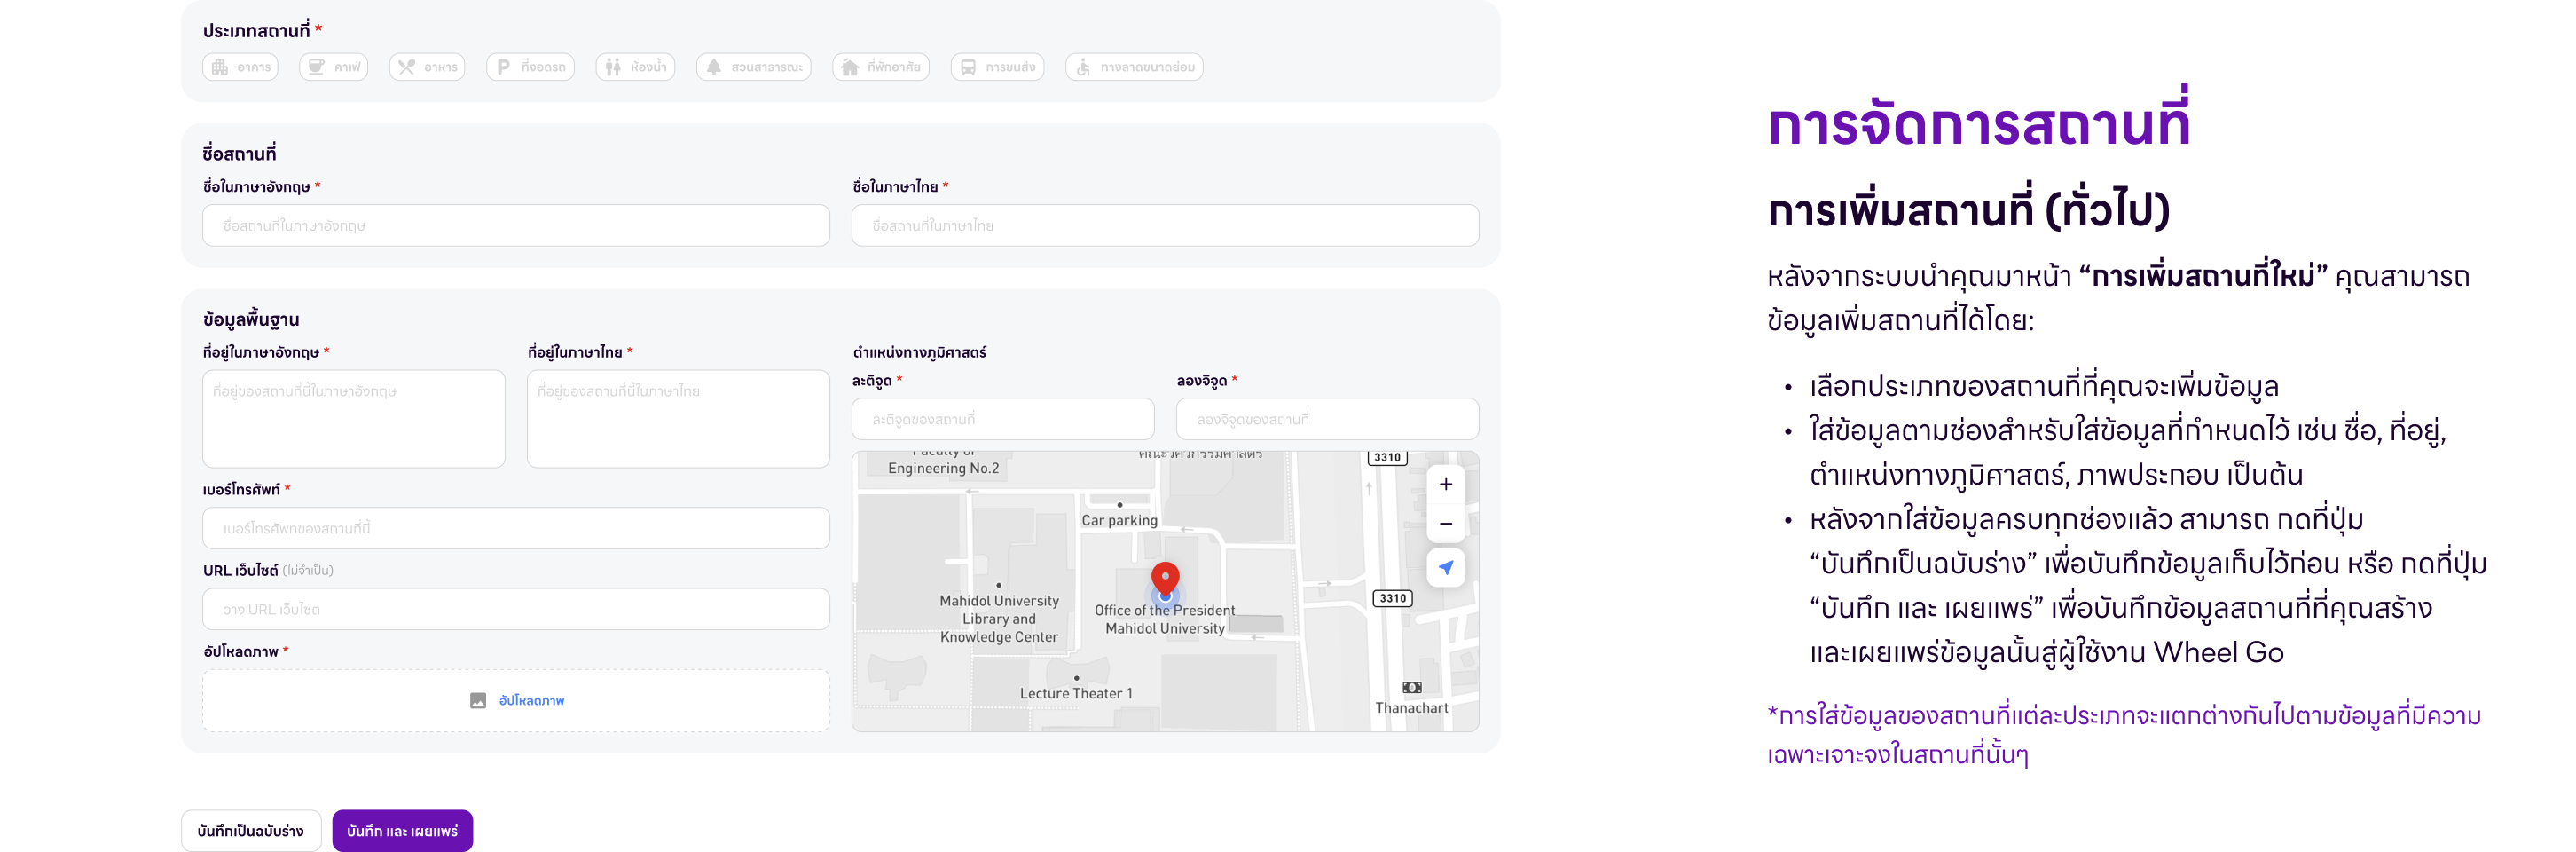 ประเภทสถานที่ *
อาคาร
คาเฟ่
อาหาร
ที่จอดรถ
ห้องน้ำ
สวนสาธารณะ
ที่พักอาศัย
การขนส่ง
ทางลาดขนาดย่อม
ชื่อสถานที่
ชื่อในภาษาอังกฤษ *
ชื่อในภาษาไทย *
ชื่อสถานที่ในภาษาอังกฤษ
ชื่อสถานที่ในภาษาไทย
ข้อมูลพื้นฐาน
ที่อยู่ในภาษาอังกฤษ *
ที่อยู่ในภาษาไทย *
ที่อยู่ของสถานที่นี้ในภาษาอังกฤษ
ที่อยู่ของสถานที่นี้ในภาษาไทย
เบอร์โทรศัพท์ *
เบอร์โทรศัพทของสถานที่นี้
URL เว็บไซต์ (ไม่จำเป็น)
วาง URL เว็บไซต
อัปโหลดภาพ *
อัปโหลดภาพ
ตำแหน่งทางภูมิศาสตร์
ละติจูด *
ลองจิจูด *
ละติจูดของสถานที่
ลองจิจูดของสถานที่
Faculty of
Engineering No.2
คณะวิศวกรรมศาสตร์
3310
Car parking
+
−
3310
Mahidol University
Library and
Knowledge Center
Office of the President
Mahidol University
Lecture Theater 1
Thanachart
บันทึกเป็นฉบับร่าง
บันทึก และ เผยแพร่
การจัดการสถานที่
การเพิ่มสถานที่ (ทั่วไป)
หลังจากระบบนำคุณมาหน้า “การเพิ่มสถานที่ใหม่” คุณสามารถ
ข้อมูลเพิ่มสถานที่ได้โดย:
• เลือกประเภทของสถานที่ที่คุณจะเพิ่มข้อมูล
• ใส่ข้อมูลตามช่องสำหรับใส่ข้อมูลที่กำหนดไว้ เช่น ชื่อ, ที่อยู่,
ตำแหน่งทางภูมิศาสตร์, ภาพประกอบ เป็นต้น
• หลังจากใส่ข้อมูลครบทุกช่องแล้ว สามารถ กดที่ปุ่ม
“บันทึกเป็นฉบับร่าง” เพื่อบันทึกข้อมูลเก็บไว้ก่อน หรือ กดที่ปุ่ม
“บันทึก และ เผยแพร่” เพื่อบันทึกข้อมูลสถานที่ที่คุณสร้าง
และเผยแพร่ข้อมูลนั้นสู่ผู้ใช้งาน Wheel Go
*การใส่ข้อมูลของสถานที่แต่ละประเภทจะแตกต่างกันไปตามข้อมูลที่มีความ
เฉพาะเจาะจงในสถานที่นั้นๆ